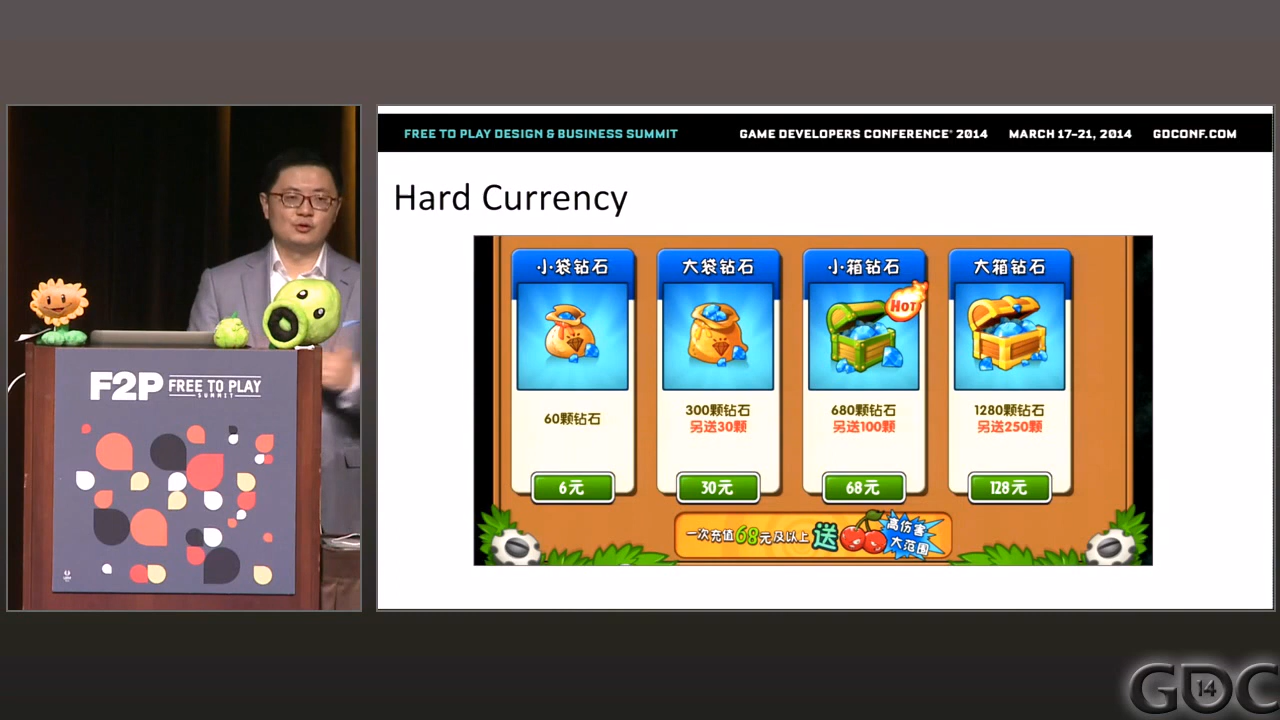 FREE TO PLAY DESIGN & BUSINESS SUMMIT
GAME DEVELOPERS CONFERENCE® 2014 MARCH 17-21, 2014 GDCONF.COM
Hard Currency
小袋钻石
60颗钻石
6元
大袋钻石
300颗钻石
另送30颗
30元
小箱钻石
HOT
680颗钻石
另送100颗
68元
大箱钻石
1280颗钻石
另送250颗
128元
一次充值68元及以上送
高伤害
大范围
F2P FREE TO PLAY
SUMMIT
GDC
14